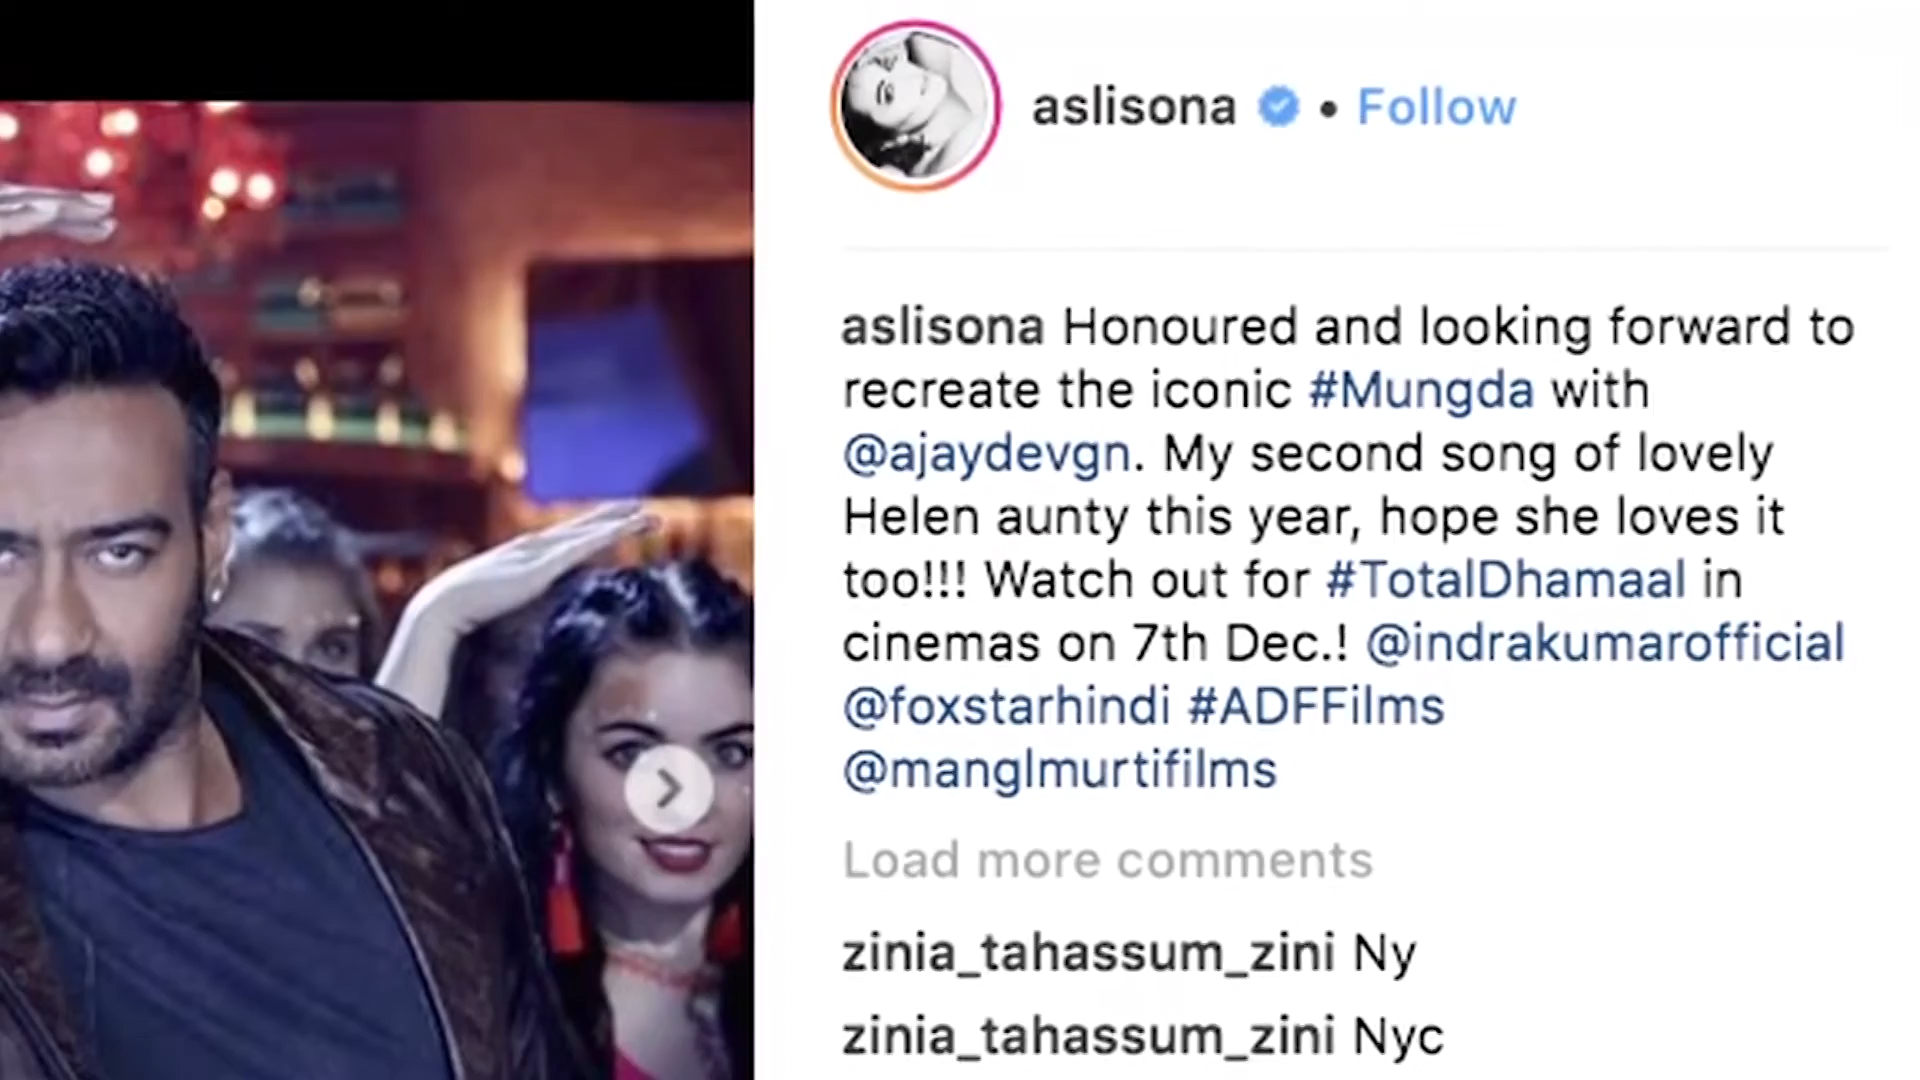 aslisona • Follow
aslisona Honoured and looking forward to
recreate the iconic #Mungda with
@ajaydevgn. My second song of lovely
Helen aunty this year, hope she loves it
too!!! Watch out for #TotalDhamaal in
cinemas on 7th Dec.! @indrakumarofficial
@foxstarhindi #ADFFilms
@manglmurtifilms
Load more comments
zinia_tahassum_zini Ny
zinia_tahassum_zini Nyc